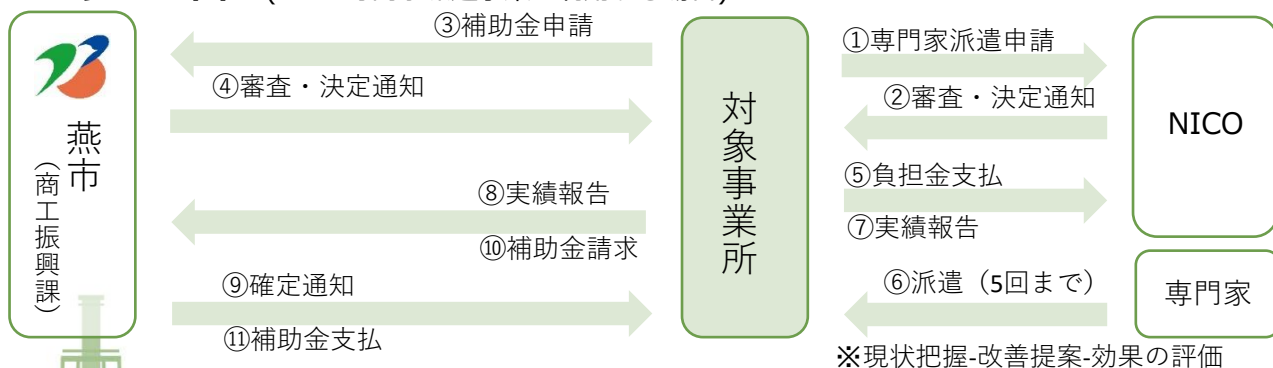 ③補助金申請
④審査・決定通知
燕市
（商工振興課）
⑧実績報告
⑩補助金請求
⑨確定通知
⑪補助金支払
対象事業所
①専門家派遣申請
②審査・決定通知
NICO
⑤負担金支払
⑦実績報告
⑥派遣（5回まで）
専門家
※現状把握-改善提案-効果の評価